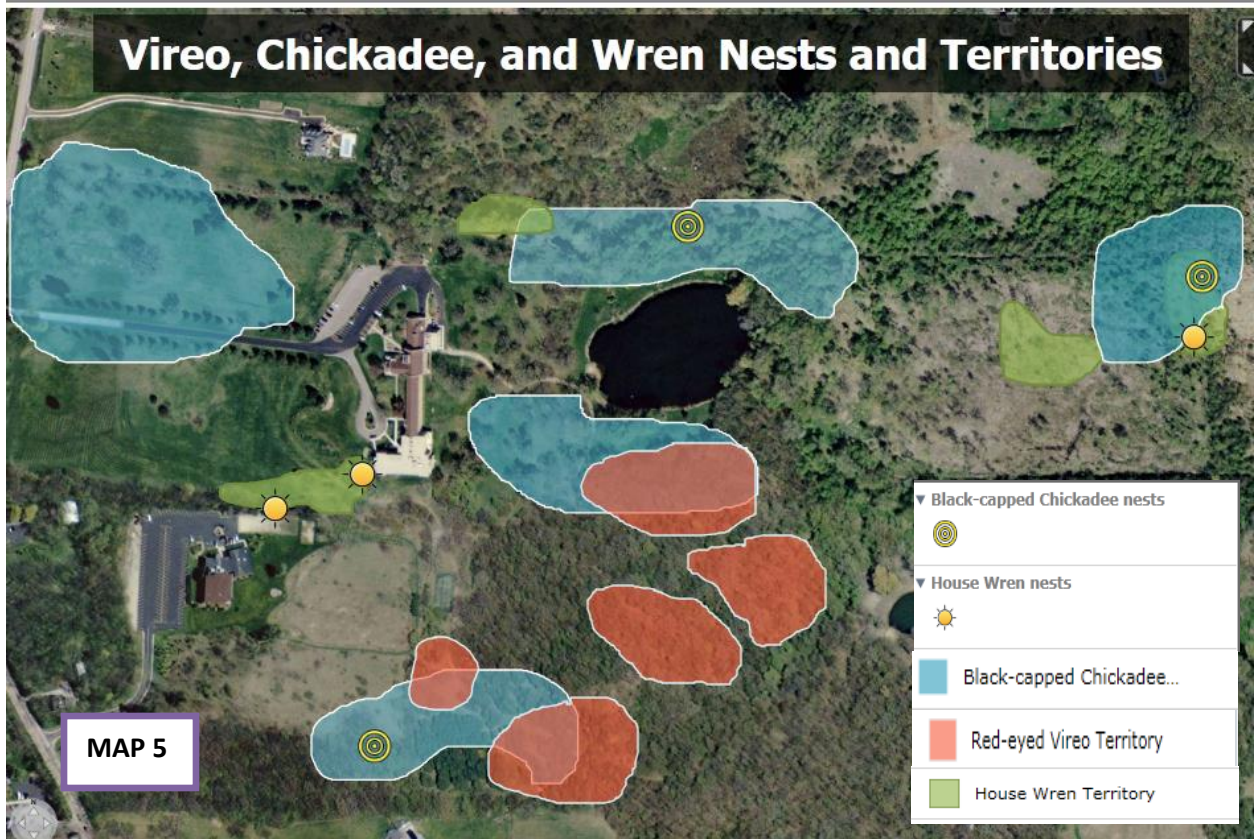 Vireo, Chickadee, and Wren Nests and Territories
Black-capped Chickadee nests
House Wren nests
Black-capped Chickadee...
Red-eyed Vireo Territory
House Wren Territory
MAP 5
N